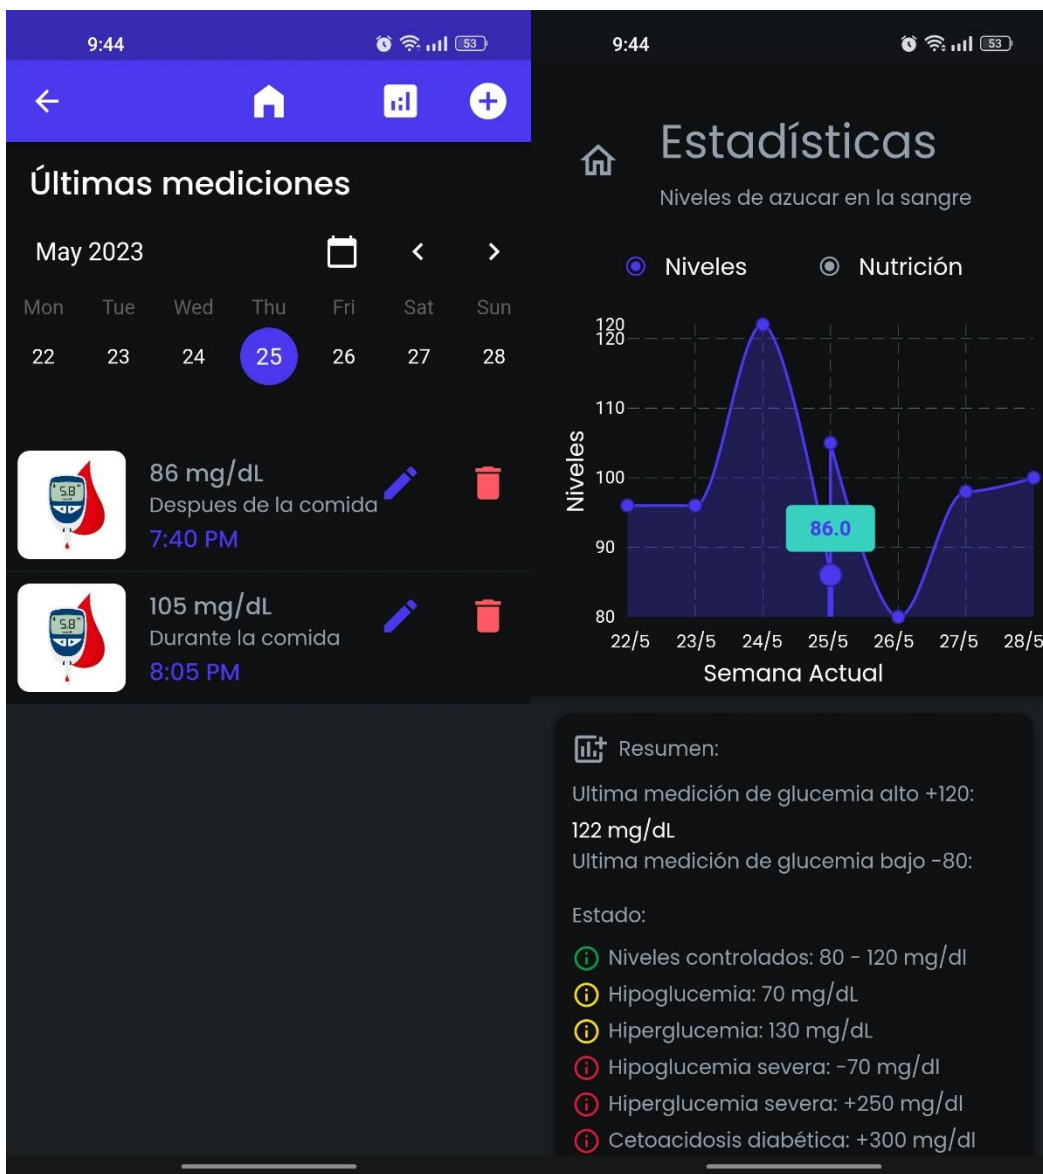 9:44
53
Últimas mediciones
May 2023
Mon Tue Wed Thu Fri Sat Sun
22 23 24 25 26 27 28
5.8
86 mg/dL
Despues de la comida
7:40 PM
5.8
105 mg/dL
Durante la comida
8:05 PM
9:44
53
Estadísticas
Niveles de azucar en la sangre
Niveles Nutrición
120
120
110
100
90
80
Niveles
86.0
22/5 23/5 24/5 25/5 26/5 27/5 28/5
Semana Actual
Resumen:
Ultima medición de glucemia alto +120:
122 mg/dL
Ultima medición de glucemia bajo -80:
Estado:
Niveles controlados: 80 - 120 mg/dl
Hipoglucemia: 70 mg/dL
Hiperglucemia: 130 mg/dL
Hipoglucemia severa: -70 mg/dl
Hiperglucemia severa: +250 mg/dl
Cetoacidosis diabética: +300 mg/dl